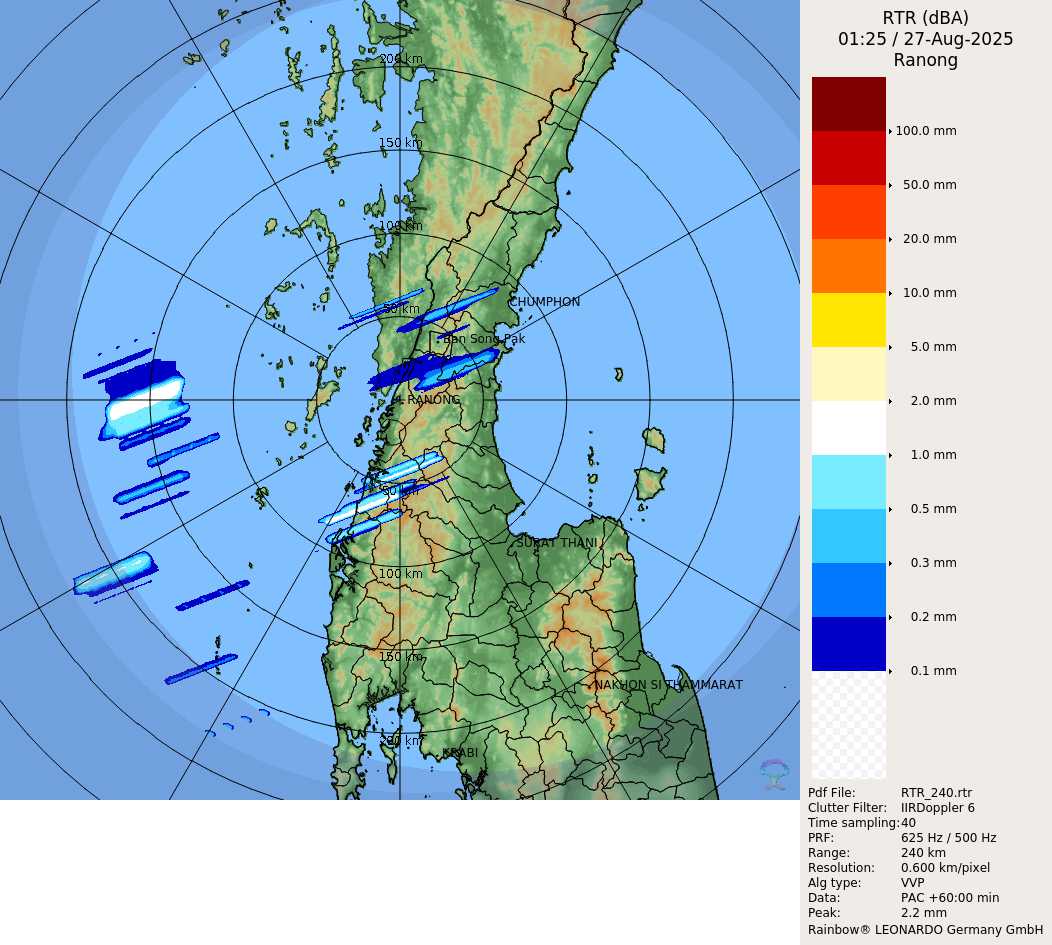 RTR (dBA)
01:25 / 27-Aug-2025
Ranong
200 km
150 km
100 km
50 km
CHUMPHON
Ban Song Pak
RANONG
50 km
SURAT THANI
100 km
150 km
NAKHON SI THAMMARAT
200 km
KRABI
100.0 mm
50.0 mm
20.0 mm
10.0 mm
5.0 mm
2.0 mm
1.0 mm
0.5 mm
0.3 mm
0.2 mm
0.1 mm
Pdf File: RTR_240.rtr
Clutter Filter: IIRDoppler 6
Time sampling:40
PRF: 625 Hz / 500 Hz
Range: 240 km
Resolution: 0.600 km/pixel
Alg type: VVP
Data: PAC +60:00 min
Peak: 2.2 mm
Rainbow® LEONARDO Germany GmbH